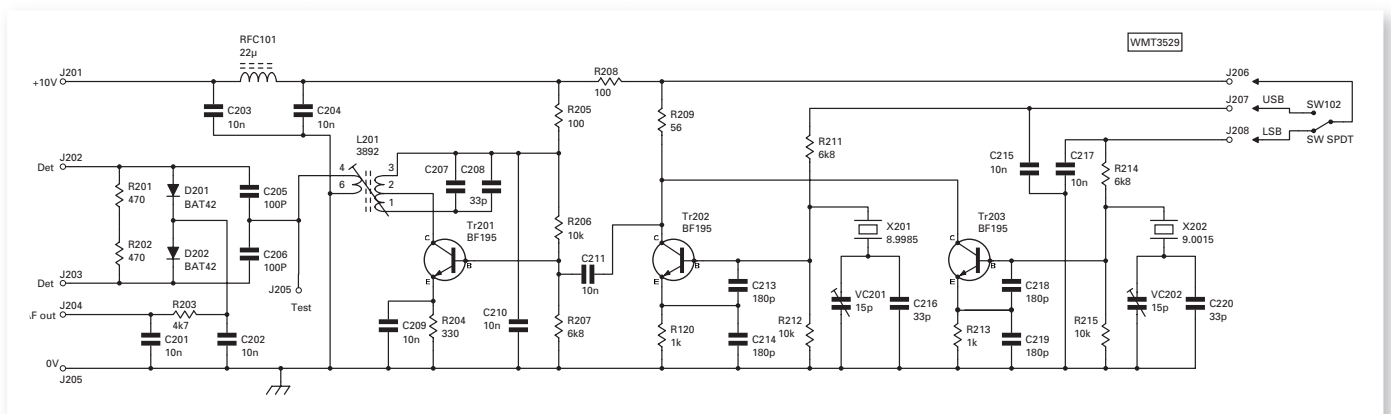 WMT3529
RFC101
22µ
J201
+10V
C203
10n
C204
10n
R208
100
R205
100
R209
56
J206
J207
USB
SW102
J208
LSB
SW SPDT
R211
6k8
C215
10n
C217
10n
R214
6k8
L201
3892
4
6
3
2
1
C207
C208
33p
J202
Det
R201
470
D201
BAT42
C205
100P
R202
470
D202
BAT42
C206
100P
J203
Det
J205
Test
Tr201
BF195
C
B
E
R206
10k
C211
10n
Tr202
BF195
C
B
E
X201
8.9985
Tr203
BF195
C
B
E
X202
9.0015
J204
.F out
R203
4k7
C201
10n
C202
10n
C209
10n
R204
330
C210
10n
R207
6k8
R120
1k
C213
180p
C214
180p
R212
10k
VC201
15p
C216
33p
R213
1k
C218
180p
C219
180p
R215
10k
VC202
15p
C220
33p
0V
J205